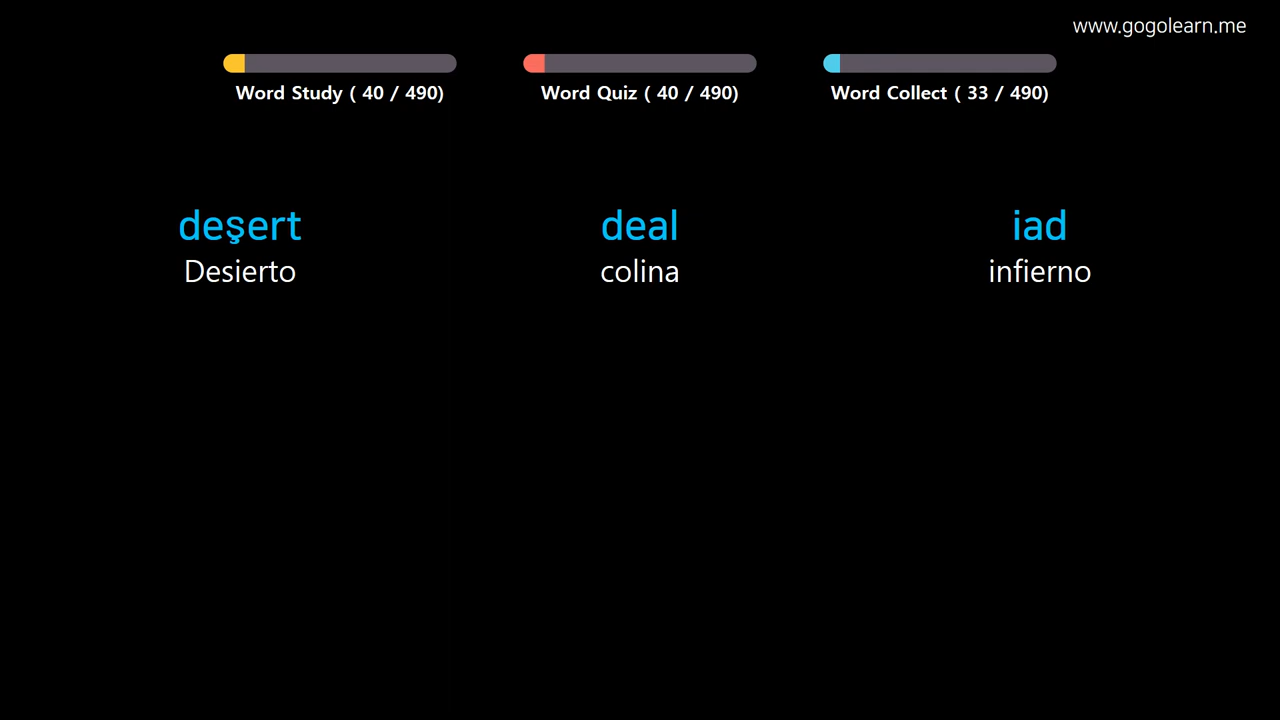 www.gogolearn.me
Word Study ( 40 / 490)
Word Quiz ( 40 / 490)
Word Collect ( 33 / 490)
deşert
deal
iad
Desierto
colina
infierno